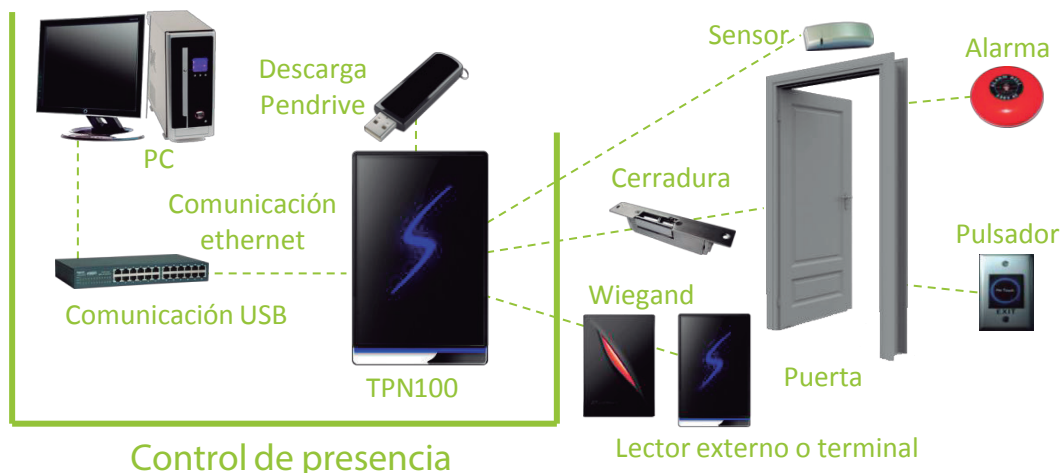 Sensor
Alarma
Descarga
Pendrive
PC
Cerradura
Comunicación
ethernet
Pulsador
EXIT
Wiegand
Comunicación USB
TPN100
Puerta
Lector externo o terminal
Control de presencia